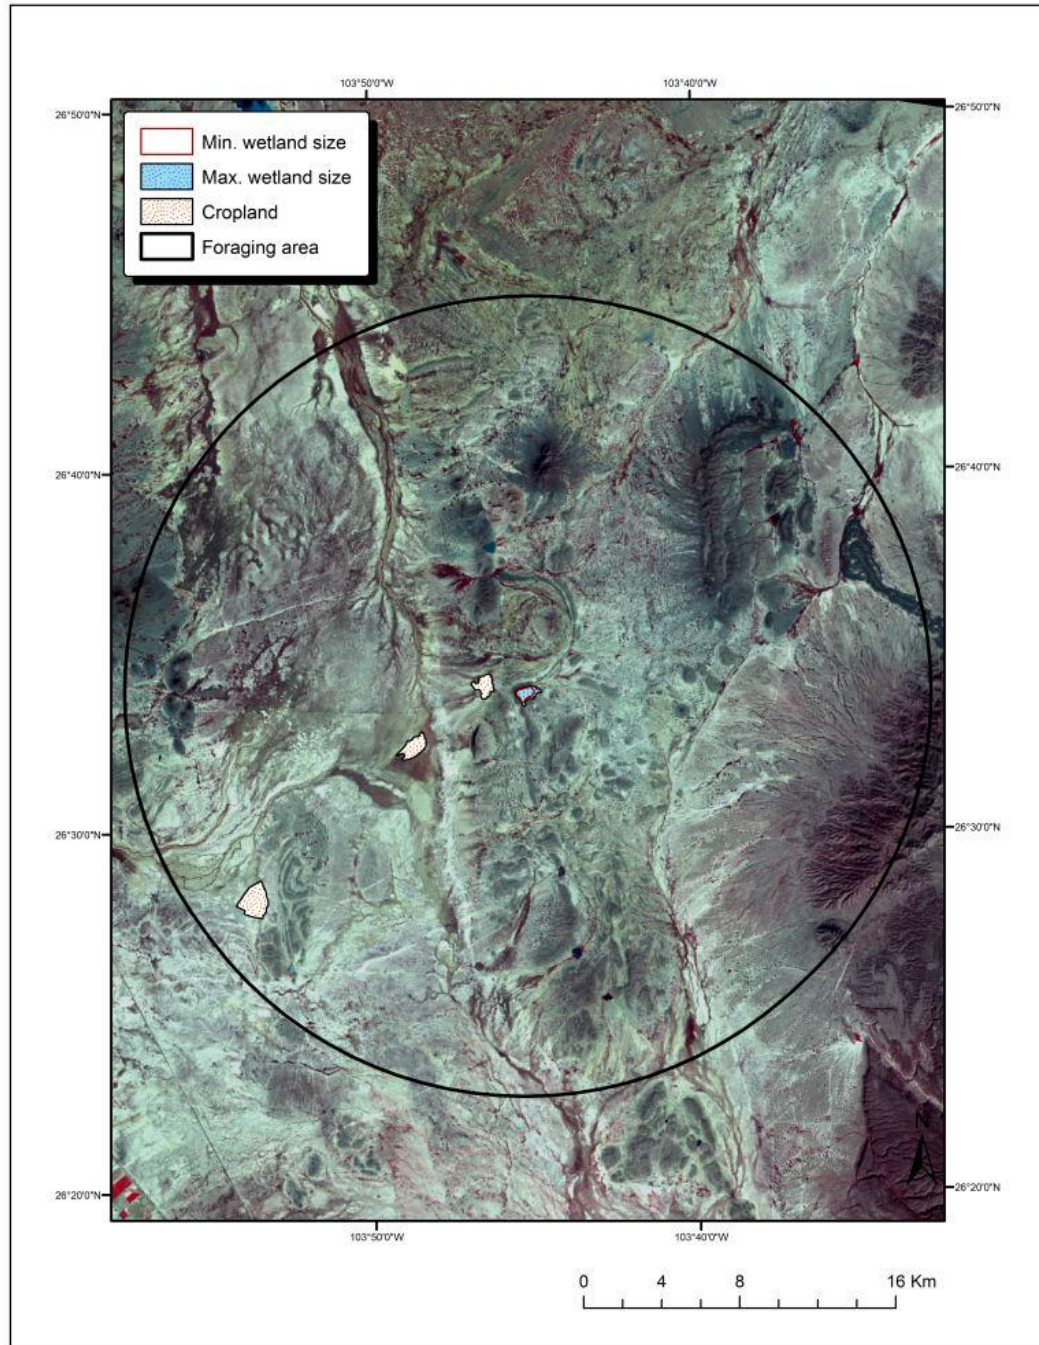 103°50'0"W 103°40'0"W
26°50'0"N 26°50'0"N
Min. wetland size
Max. wetland size
Cropland
Foraging area
26°40'0"N 26°40'0"N
26°30'0"N 26°30'0"N
N
26°20'0"N 26°20'0"N
103°50'0"W 103°40'0"W
0 4 8 16 Km